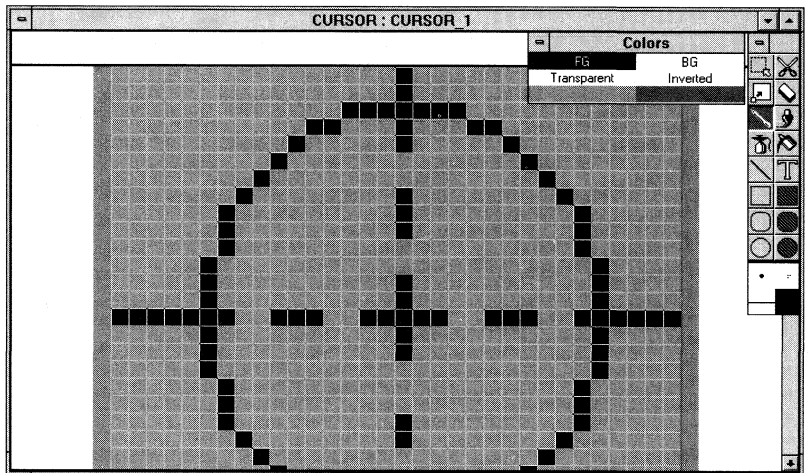 CURSOR : CURSOR_1
Colors
FG BG
Transparent Inverted
T